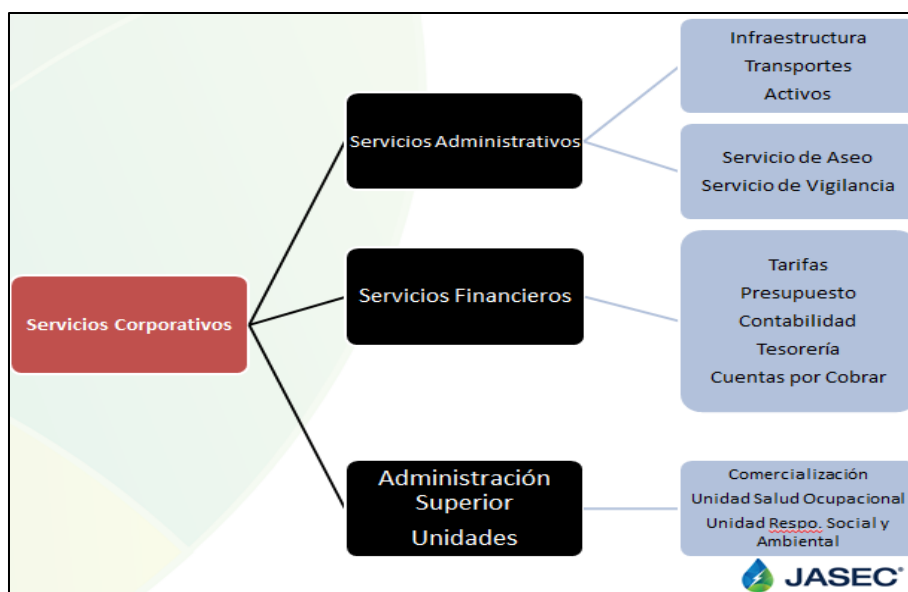 Servicios Corporativos
Servicios Administrativos
Infraestructura
Transportes
Activos
Servicio de Aseo
Servicio de Vigilancia
Servicios Financieros
Tarifas
Presupuesto
Contabilidad
Tesorería
Cuentas por Cobrar
Administración
Superior
Unidades
Comercialización
Unidad Salud Ocupacional
Unidad Respo. Social y
Ambiental
JASEC